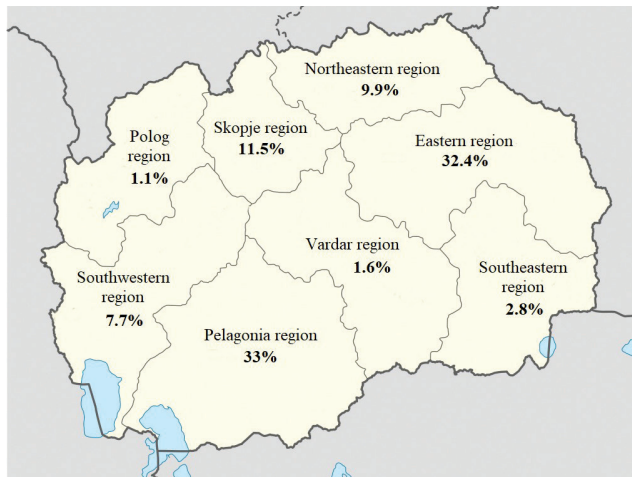 Northeastern region
9.9%
Skopje region
11.5%
Polog
region
1.1%
Eastern region
32.4%
Vardar region
1.6%
Southwestern
region
7.7%
Southeastern
region
2.8%
Pelagonia region
33%